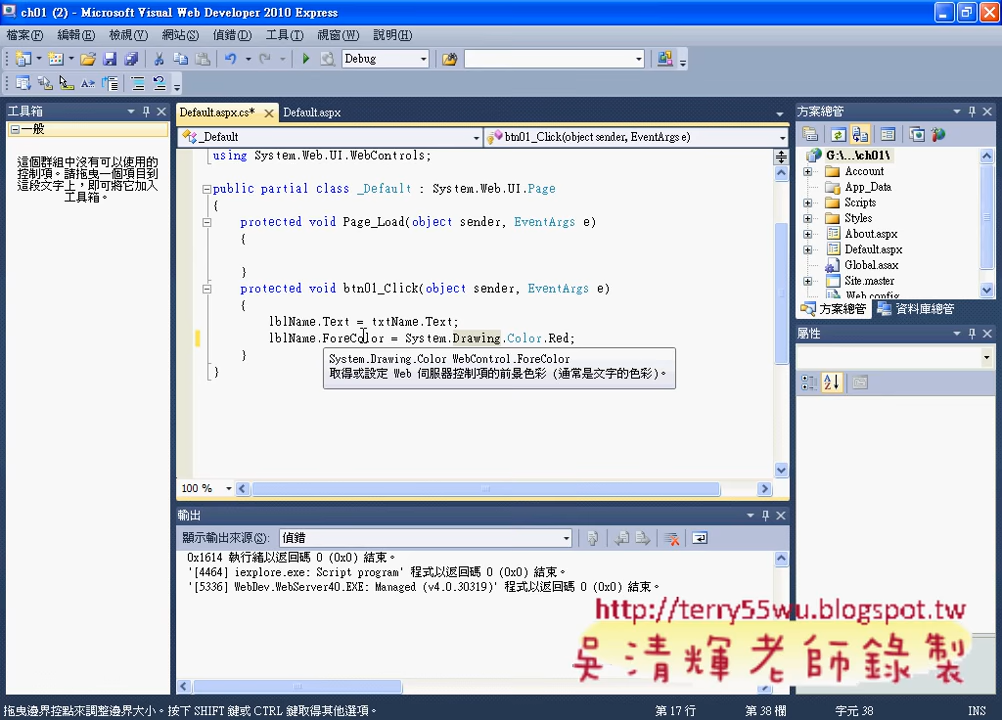 ch01 (2) - Microsoft Visual Web Developer 2010 Express
檔案(F) 編輯(E) 檢視(V) 網站(S) 偵錯(D) 工具(T) 視窗(W) 說明(H)
Debug
工具箱
一般
這個群組中沒有可以使用的
控制項。請拖曳一個項目到
這段文字上，即可將它加入
工具箱。
Default.aspx.cs* Default.aspx
_Default btn01_Click(object sender, EventArgs e)
using System.Web.UI.WebControls;
public partial class _Default : System.Web.UI.Page
{
protected void Page_Load(object sender, EventArgs e)
{
}
protected void btn01_Click(object sender, EventArgs e)
{
lblName.Text = txtName.Text;
lblName.ForeColor = System.Drawing.Color.Red;
}
}
System.Drawing.Color WebControl.ForeColor
取得或設定 Web 伺服器控制項的前景色彩 (通常是文字的色彩)。
100 %
輸出
顯示輸出來源(S): 偵錯
0x1614 執行緒以返回碼 0 (0x0) 結束。
'[4464] iexplore.exe: Script program' 程式以返回碼 0 (0x0) 結束。
'[5336] WebDev.WebServer40.EXE: Managed (v4.0.30319)' 程式以返回碼 0 (0x0) 結束。
方案總管
G:\...\ch01\
Account
App_Data
Scripts
Styles
About.aspx
Default.aspx
Global.asax
Site.master
Web.config
方案總管 資料庫總管
屬性
http://terry55wu.blogspot.tw
吳清輝老師錄製
拖曳邊界控點來調整邊界大小。按下 SHIFT 鍵或 CTRL 鍵取得其他選項。 第 17 行 第 38 欄 字元 38 INS